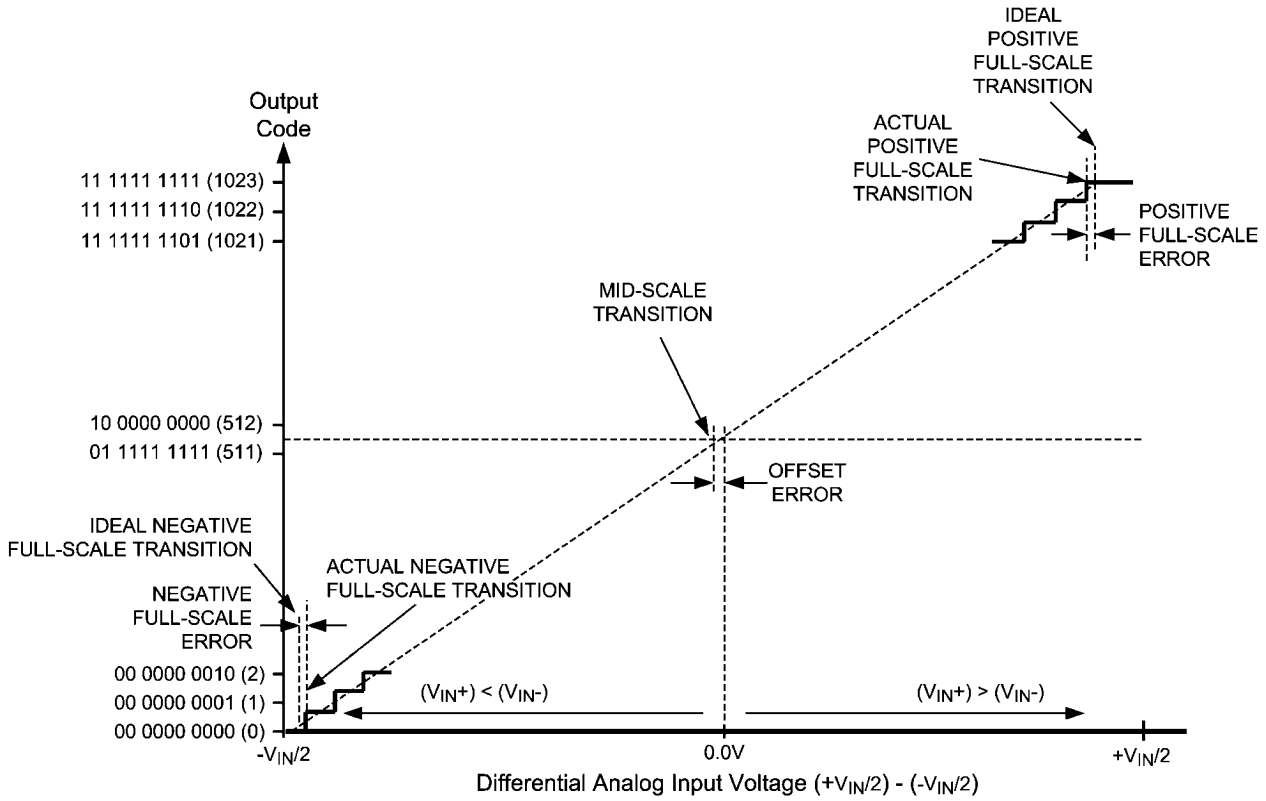 IDEAL
POSITIVE
FULL-SCALE
TRANSITION
Output
Code
ACTUAL
POSITIVE
FULL-SCALE
TRANSITION
11 1111 1111 (1023)
11 1111 1110 (1022)
11 1111 1101 (1021)
POSITIVE
FULL-SCALE
ERROR
MID-SCALE
TRANSITION
10 0000 0000 (512)
01 1111 1111 (511)
OFFSET
ERROR
IDEAL NEGATIVE
FULL-SCALE TRANSITION
ACTUAL NEGATIVE
FULL-SCALE TRANSITION
NEGATIVE
FULL-SCALE
ERROR
00 0000 0010 (2)
00 0000 0001 (1)
00 0000 0000 (0)
(VIN+) < (VIN-)
(VIN+) > (VIN-)
-VIN/2
0.0V
+VIN/2
Differential Analog Input Voltage (+VIN/2) - (-VIN/2)